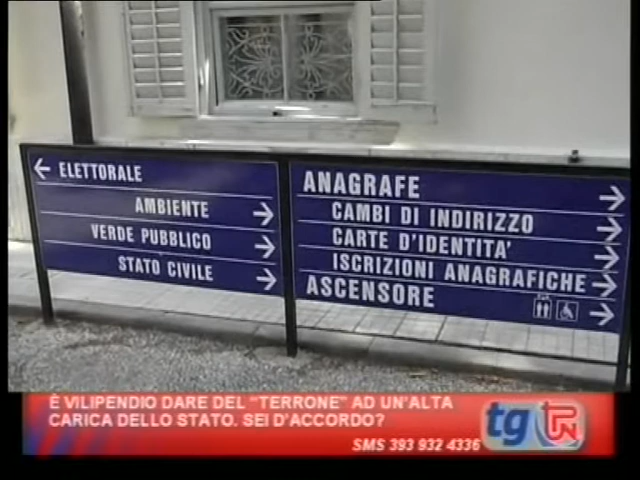 ELETTORALE
AMBIENTE
VERDE PUBBLICO
STATO CIVILE
ANAGRAFE
CAMBI DI INDIRIZZO
CARTE D'IDENTITA'
ISCRIZIONI ANAGRAFICHE
ASCENSORE
È VILIPENDIO DARE DEL "TERRONE" AD UN'ALTA
CARICA DELLO STATO. SEI D'ACCORDO?
SMS 393 932 4336
tg TPN